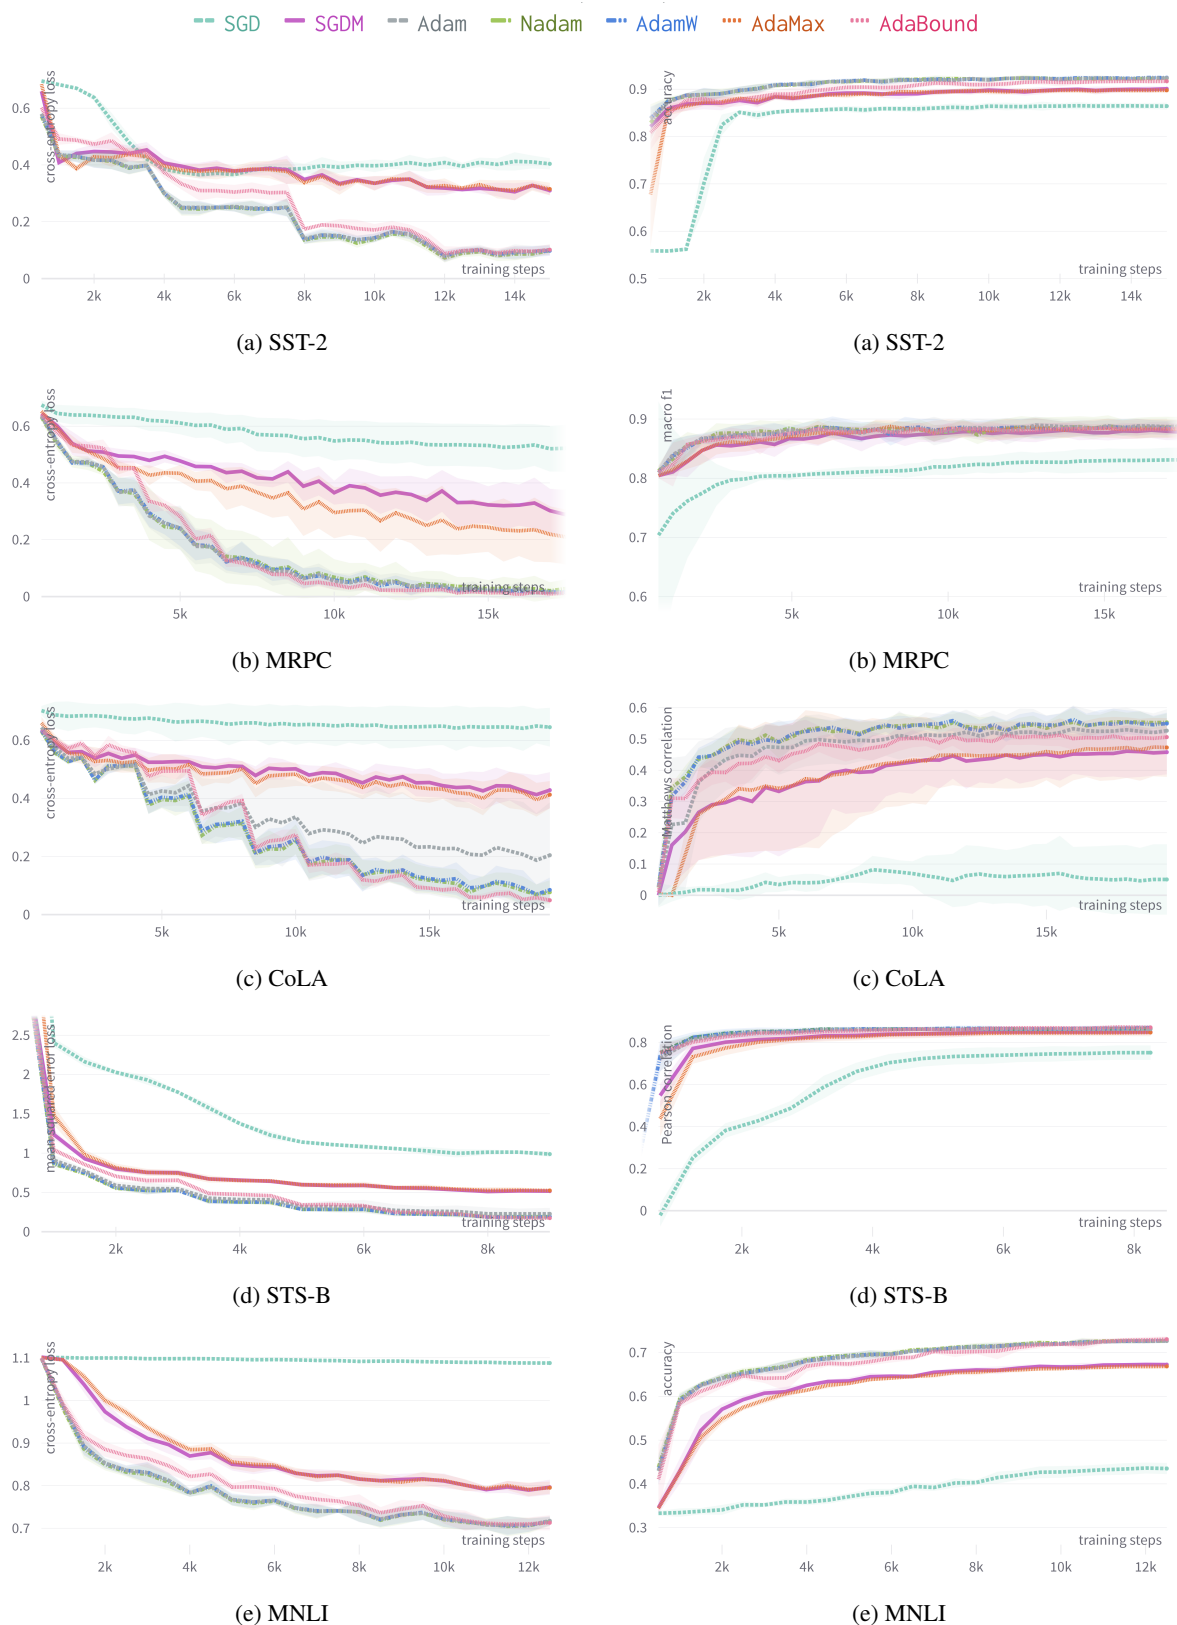 SGD SGDM Adam Nadam AdamW AdaMax AdaBound
cross-entropy loss
0.6
0.4
0.2
0
training steps
2k 4k 6k 8k 10k 12k 14k
(a) SST-2
accuracy
0.9
0.8
0.7
0.6
0.5
training steps
2k 4k 6k 8k 10k 12k 14k
(a) SST-2
cross-entropy loss
0.6
0.4
0.2
0
training steps
5k 10k 15k
(b) MRPC
macro f1
0.9
0.8
0.7
0.6
training steps
5k 10k 15k
(b) MRPC
cross-entropy loss
0.6
0.4
0.2
0
training steps
5k 10k 15k
(c) CoLA
Matthews correlation
0.6
0.5
0.4
0.3
0.2
0.1
0
training steps
5k 10k 15k
(c) CoLA
mean squared error loss
2.5
2
1.5
1
0.5
0
training steps
2k 4k 6k 8k
(d) STS-B
Pearson correlation
0.8
0.6
0.4
0.2
0
training steps
2k 4k 6k 8k
(d) STS-B
cross-entropy loss
1.1
1
0.9
0.8
0.7
training steps
2k 4k 6k 8k 10k 12k
(e) MNLI
accuracy
0.7
0.6
0.5
0.4
0.3
training steps
2k 4k 6k 8k 10k 12k
(e) MNLI